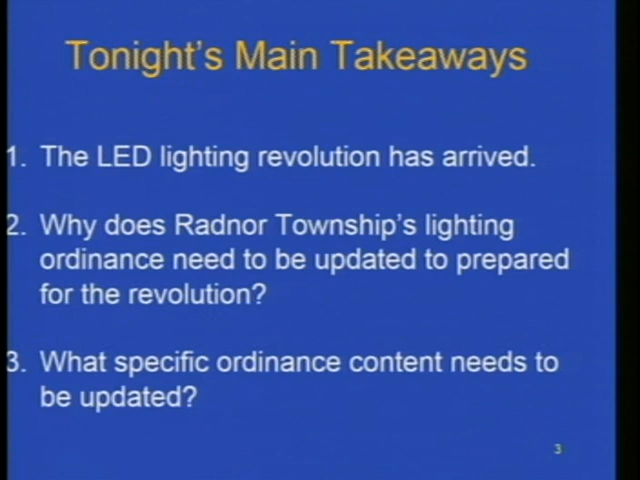 Tonight's Main Takeaways
1. The LED lighting revolution has arrived.
2. Why does Radnor Township's lighting
ordinance need to be updated to prepared
for the revolution?
3. What specific ordinance content needs to
be updated?
3